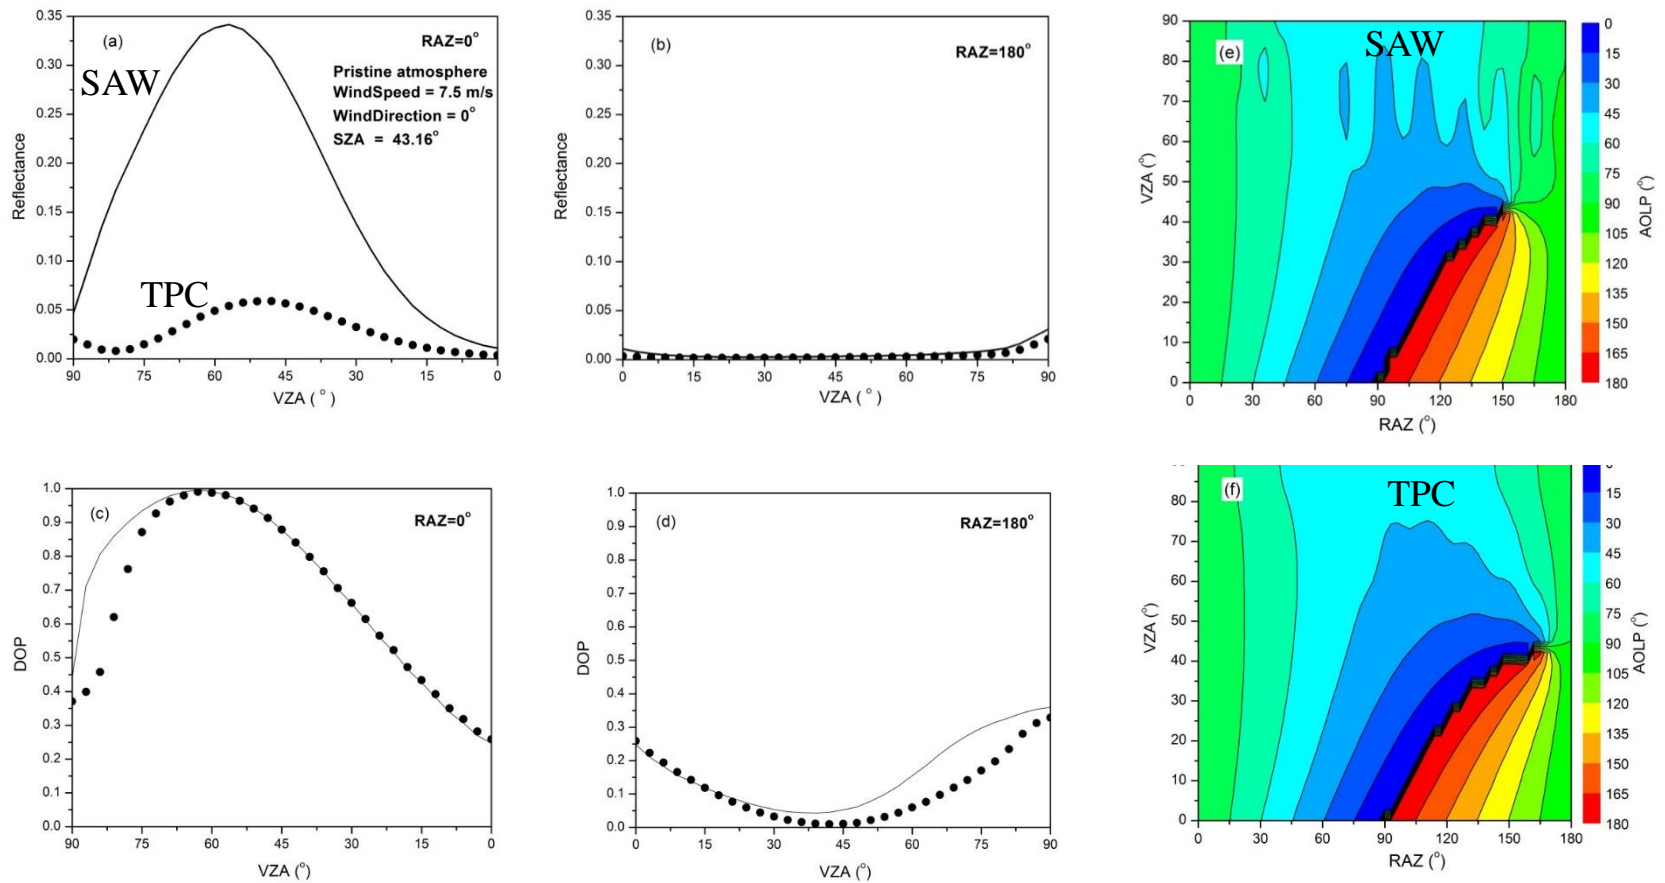 (a)
RAZ=0°
SAW
Pristine atmosphere
WindSpeed = 7.5 m/s
WindDirection = 0°
SZA = 43.16°
TPC
Reflectance
0.35
0.30
0.25
0.20
0.15
0.10
0.05
0.00
90 75 60 45 30 15 0
VZA ( ° )
(b)
RAZ=180°
Reflectance
0.35
0.30
0.25
0.20
0.15
0.10
0.05
0.00
0 15 30 45 60 75 90
VZA ( ° )
(e)
SAW
VZA (°)
90
80
70
60
50
40
30
20
10
0
0 30 60 90 120 150 180
RAZ (°)
0
15
30
45
60
75
90
105
120
135
150
165
180
AOLP (°)
(c)
RAZ=0°
DOP
1.0
0.9
0.8
0.7
0.6
0.5
0.4
0.3
0.2
0.1
0.0
90 75 60 45 30 15 0
VZA (°)
(d)
RAZ=180°
DOP
1.0
0.9
0.8
0.7
0.6
0.5
0.4
0.3
0.2
0.1
0.0
0 15 30 45 60 75 90
VZA (°)
(f)
TPC
VZA (°)
80
70
60
50
40
30
20
10
0
0 30 60 90 120 150 180
RAZ (°)
15
30
45
60
75
90
105
120
135
150
165
180
AOLP (°)